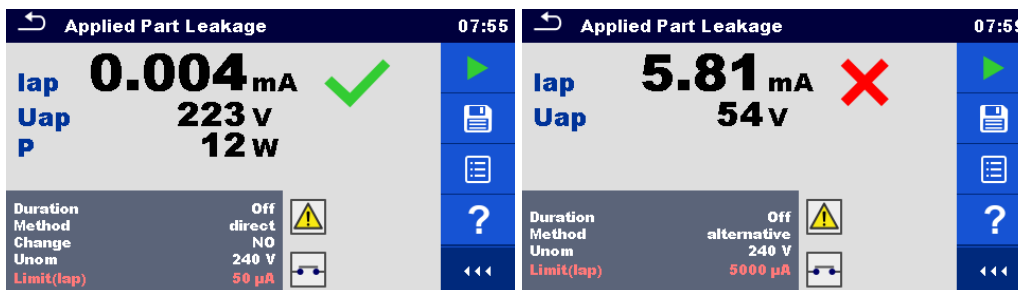 Applied Part Leakage 07:55
Iap 0.004 mA
Uap 223 V
P 12 W
Duration Off
Method direct
Change NO
Unom 240 V
Limit(Iap) 50 µA
?
Applied Part Leakage 07:59
Iap 5.81 mA
Uap 54 V
Duration Off
Method alternative
Unom 240 V
Limit(Iap) 5000 µA
?